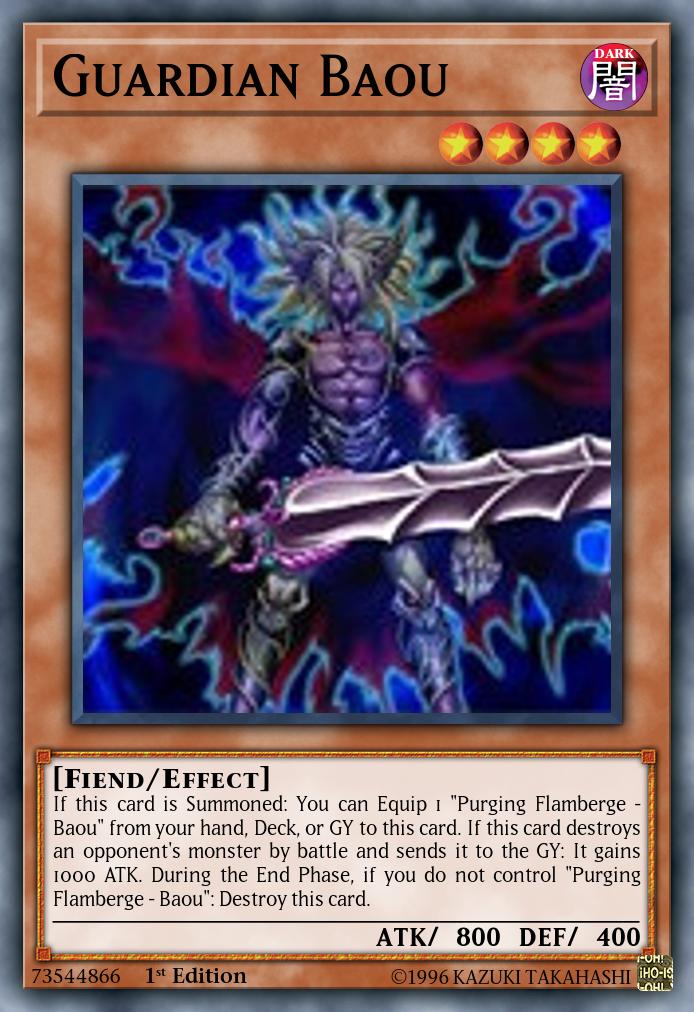 GUARDIAN BAOU
DARK
闇
[FIEND/EFFECT]
If this card is Summoned: You can Equip 1 "Purging Flamberge -
Baou" from your hand, Deck, or GY to this card. If this card destroys
an opponent's monster by battle and sends it to the GY: It gains
1000 ATK. During the End Phase, if you do not control "Purging
Flamberge - Baou": Destroy this card.
ATK/ 800 DEF/ 400
73544866 1st Edition ©1996 KAZUKI TAKAHASHI